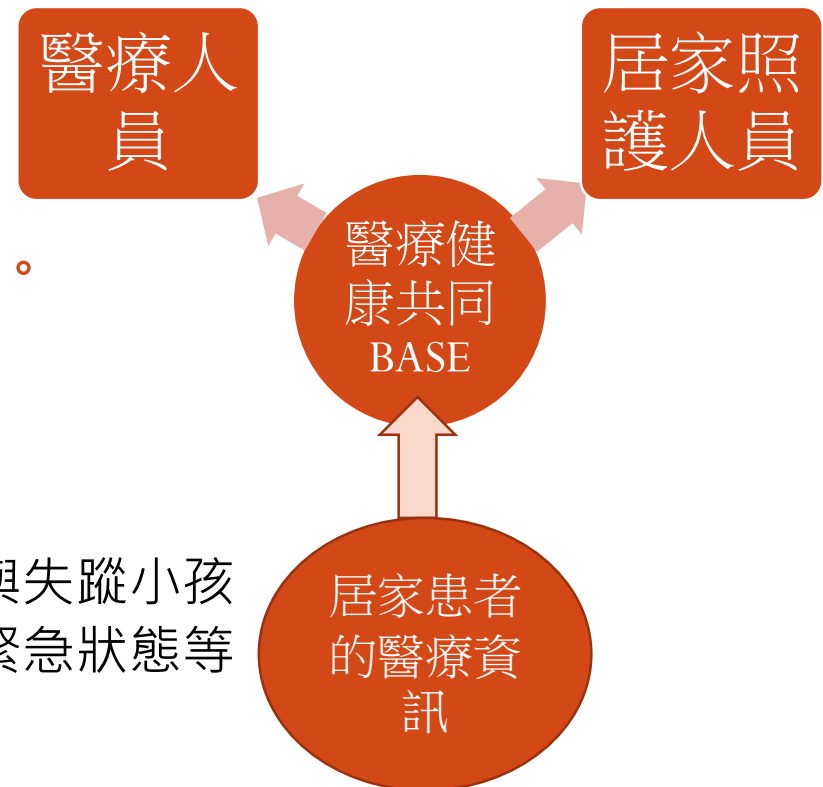 醫療人
員
居家照
護人員
。
醫療健
康共同
BASE
與失蹤小孩
緊急狀態等
居家患者
的醫療資
訊